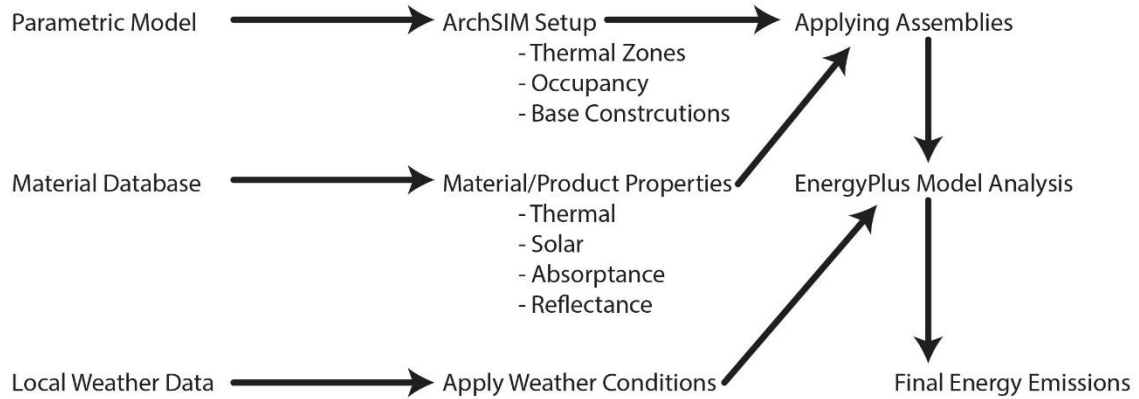 Parametric Model
ArchSIM Setup
- Thermal Zones
- Occupancy
- Base Constrcutions
Applying Assemblies
Material Database
Material/Product Properties
- Thermal
- Solar
- Absorptance
- Reflectance
EnergyPlus Model Analysis
Local Weather Data
Apply Weather Conditions
Final Energy Emissions